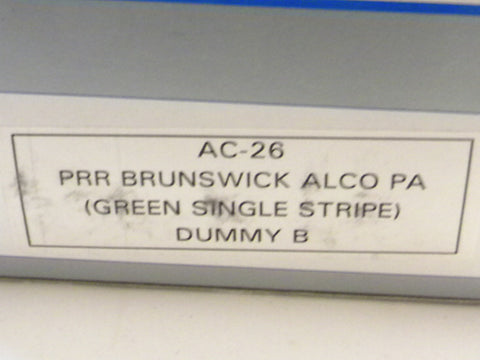 AC-26
PRR BRUNSWICK ALCO PA
(GREEN SINGLE STRIPE)
DUMMY B